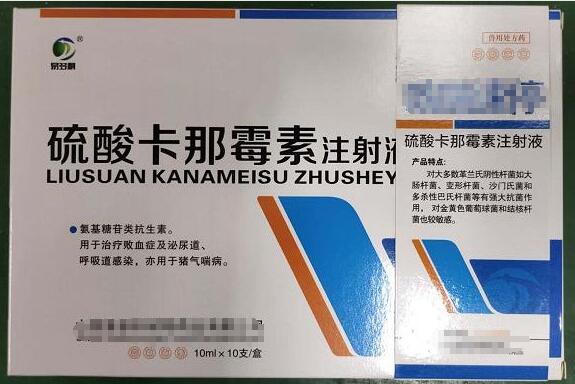 易多利
®
硫酸卡那霉素注射液
LIUSUAN KANAMEISU ZHUSHEY
氨基糖苷类抗生素。
用于治疗败血症及泌尿道、
呼吸道感染，亦用于猪气喘病。
10ml×10支/盒
兽用处方药
硫酸卡那霉素注射液
产品特点：
对大多数革兰氏阴性杆菌如大
肠杆菌、变形杆菌、沙门氏菌和
多杀性巴氏杆菌等有强大抗菌作
用， 对金黄色葡萄球菌和结核杆
菌也较敏感。